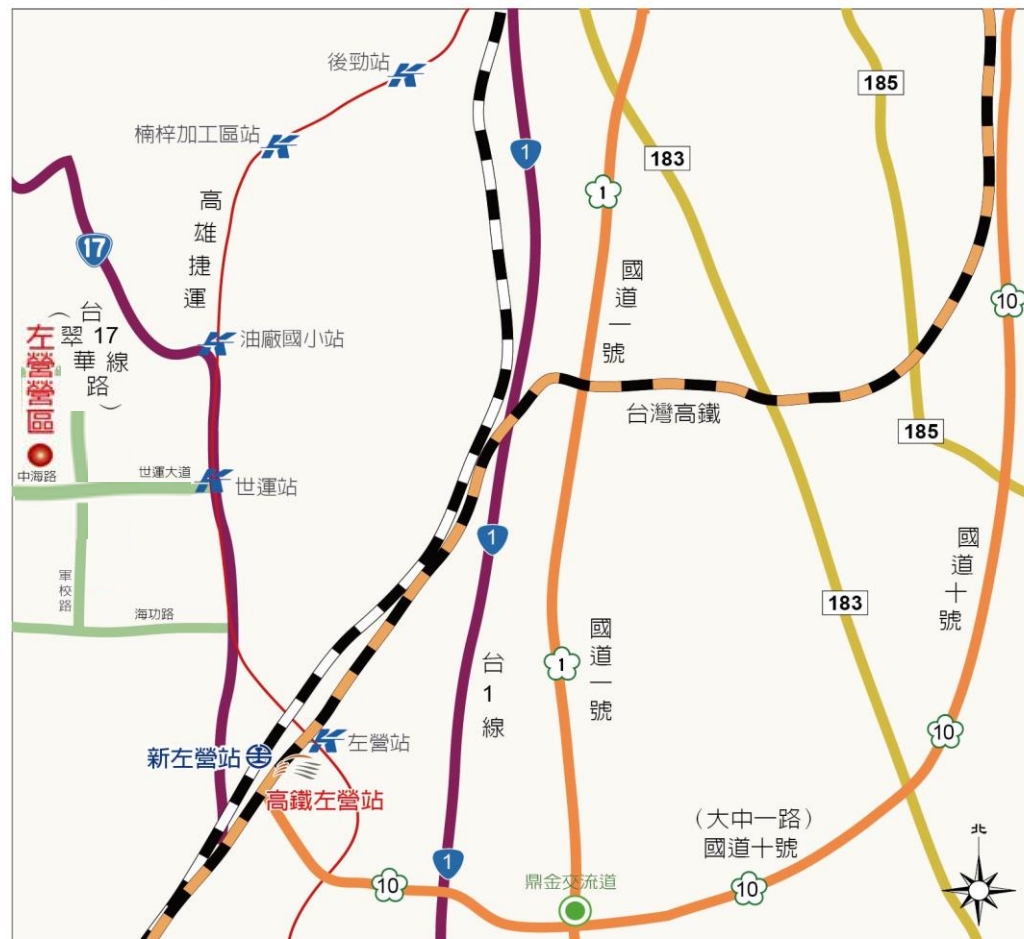 後勁站
楠梓加工區站
高雄捷運
17
台17線
（翠華路）
左營營區
中海路
油廠國小站
世運大道
世運站
軍校路
海功路
新左營站
左營站
高鐵左營站
1
1
台1線
1
1
國道一號
1
國道一號
183
183
185
185
台灣高鐵
10
國道十號
10
（大中一路）
國道十號
10
10
鼎金交流道
北